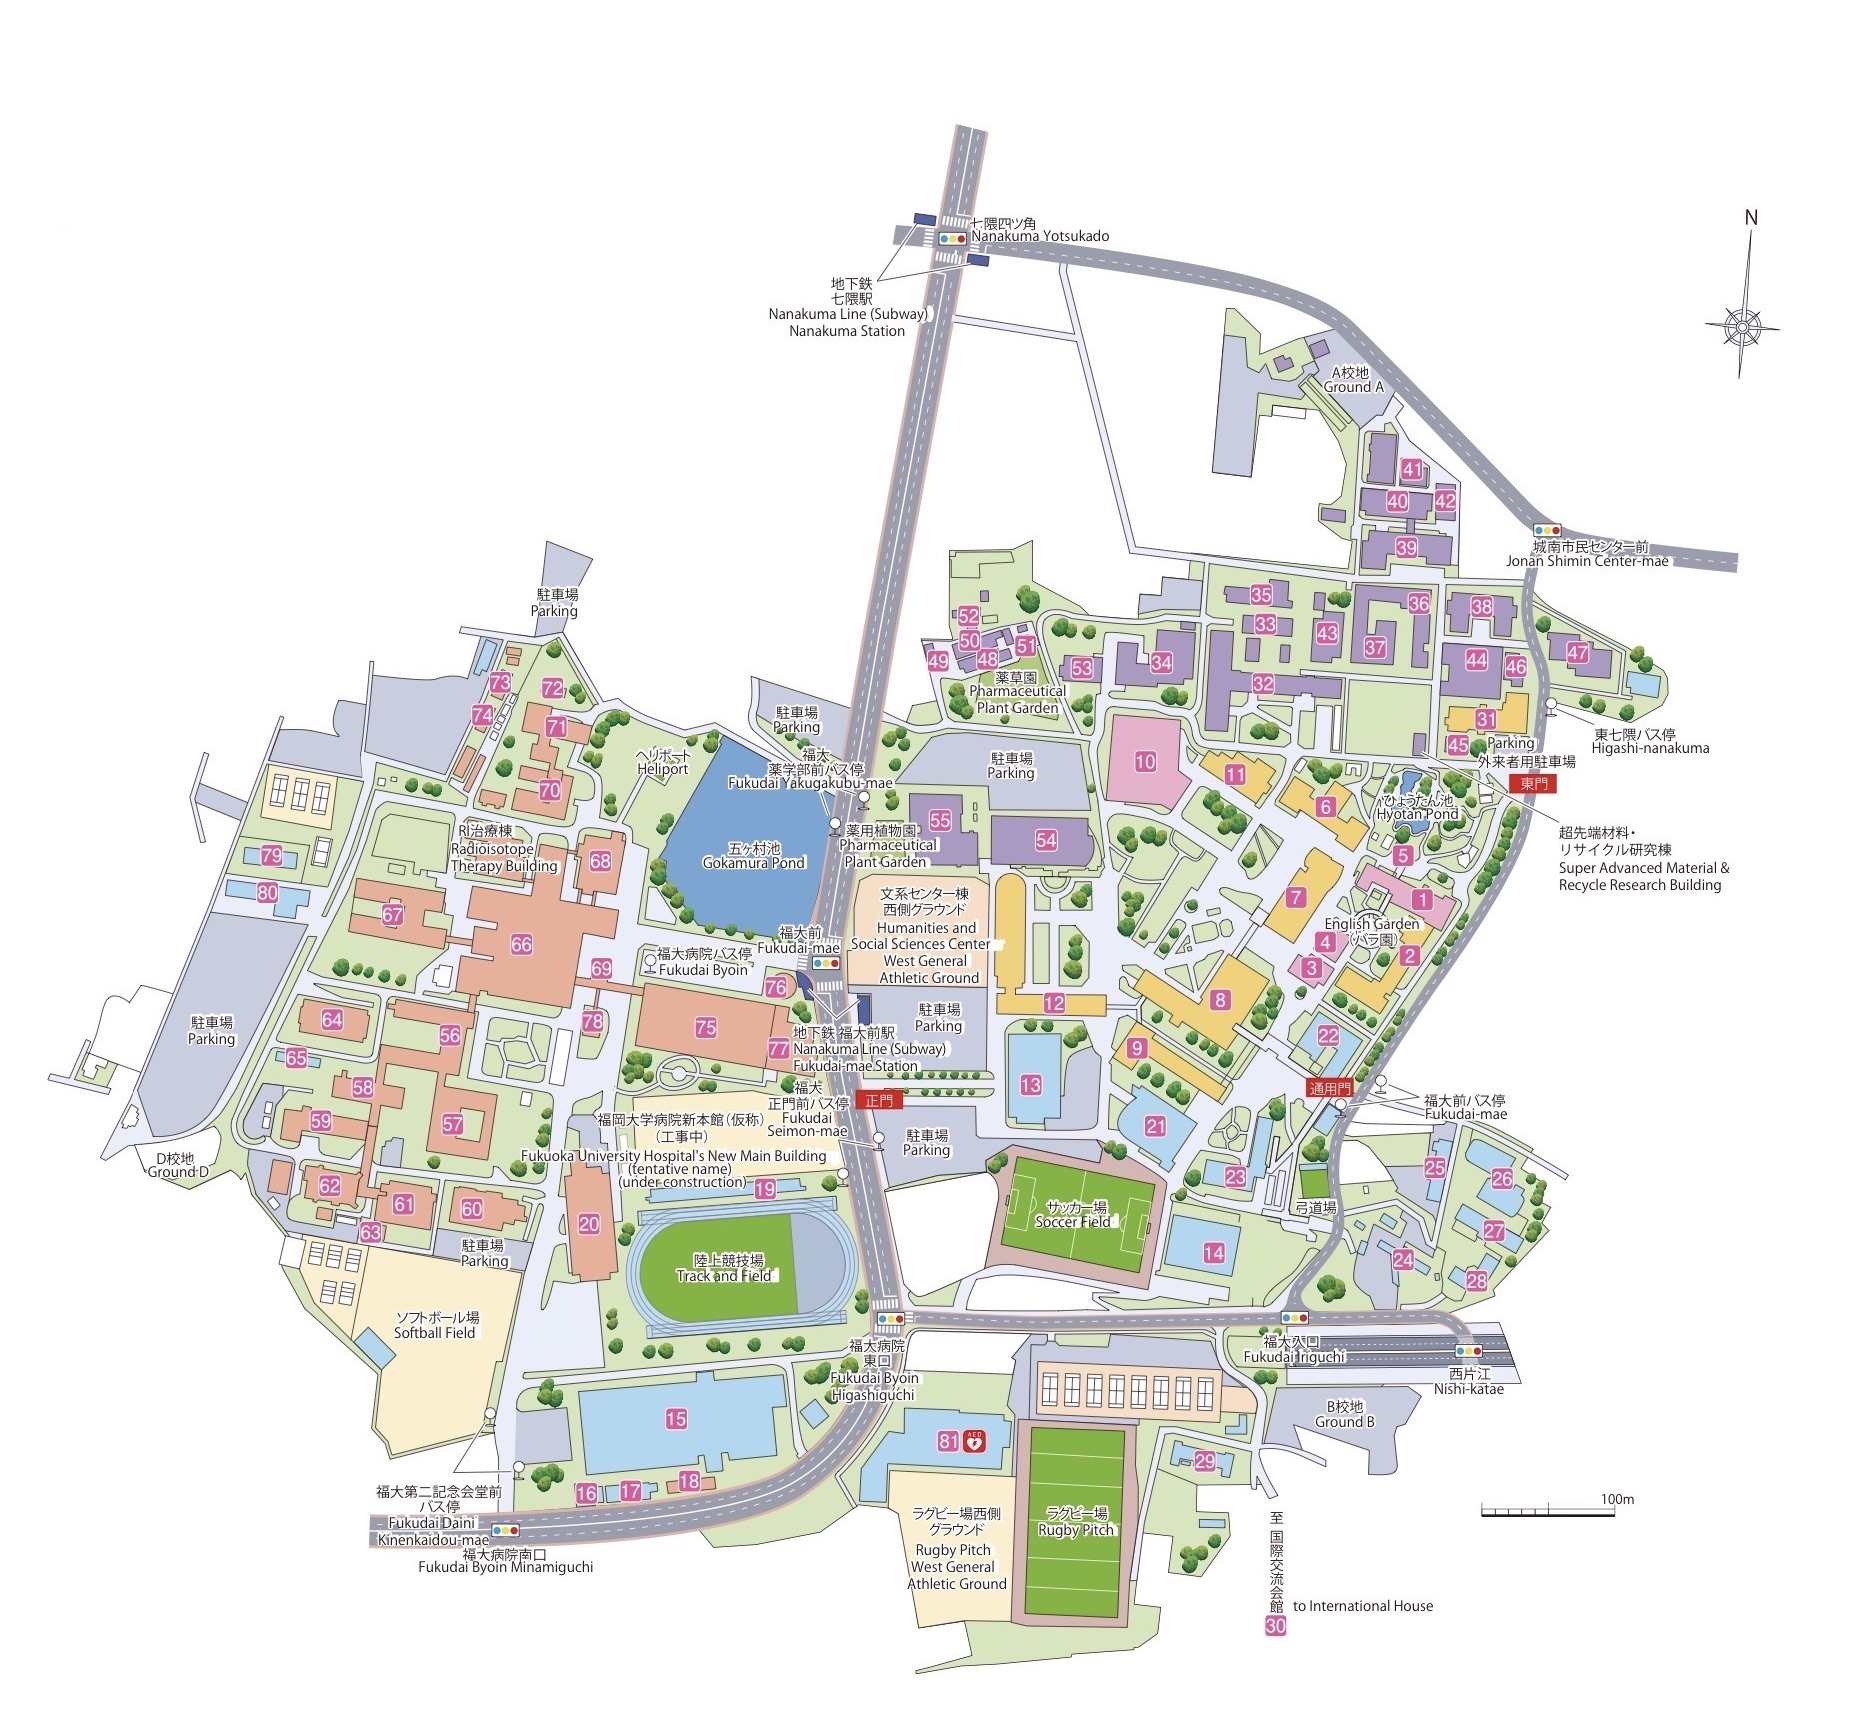 N
七隈四ツ角
Nanakuma Yotsukado
地下鉄
七隈駅
Nanakuma Line (Subway)
Nanakuma Station
A校地
Ground A
41
40
42
39
城南市民センター前
Jonan Shimin Center-mae
駐車場
Parking
52
50
51
49
48
薬草園
Pharmaceutical
Plant Garden
53
34
35
33
32
43
36
37
38
44
46
47
31
45
Parking
外来者用駐車場
東門
東七隈バス停
Higashi-nanakuma
超先端材料・
リサイクル研究棟
Super Advanced Material &
Recycle Research Building
73
72
74
71
70
ヘリポート
Heliport
駐車場
Parking
福大
薬学部前バス停
Fukudai Yakugakubu-mae
駐車場
Parking
10
11
6
ひょうたん池
Hyotan Pond
5
薬用植物園
Pharmaceutical
Plant Garden
55
54
五ヶ村池
Gokamura Pond
RI治療棟
Radioisotope
Therapy Building
68
79
80
67
66
69
文系センター棟
西側グラウンド
Humanities and
Social Sciences Center
West General
Athletic Ground
7
1
English Garden
(バラ園)
4
3
2
福大前
Fukudai-mae
福大病院バス停
Fukudai Byoin
76
12
8
駐車場
Parking
駐車場
Parking
64
56
78
75
77
地下鉄 福大前駅
Nanakuma Line (Subway)
Fukudai-mae Station
9
22
65
58
59
57
13
通用門
福大前バス停
Fukudai-mae
福大
正門前バス停
Fukudai
Seimon-mae
正門
福岡大学病院新本館(仮称)
(工事中)
Fukuoka University Hospital's New Main Building
(tentative name)
(under construction)
駐車場
Parking
21
D校地
Ground D
62
61
60
63
20
19
23
弓道場
25
26
27
24
28
サッカー場
Soccer Field
14
駐車場
Parking
陸上競技場
Track and Field
ソフトボール場
Softball Field
福大病院
東口
Fukudai Byoin
Higashiguchi
福大入口
Fukudai Iriguchi
西片江
Nishi-katae
B校地
Ground B
15
16
17
18
81
AED
29
福大第二記念会堂前
バス停
Fukudai Daini
Kinenkaidou-mae
福大病院南口
Fukudai Byoin Minamiguchi
ラグビー場西側
グラウンド
Rugby Pitch
West General
Athletic Ground
ラグビー場
Rugby Pitch
100m
至 国際交流会館
to International House
30